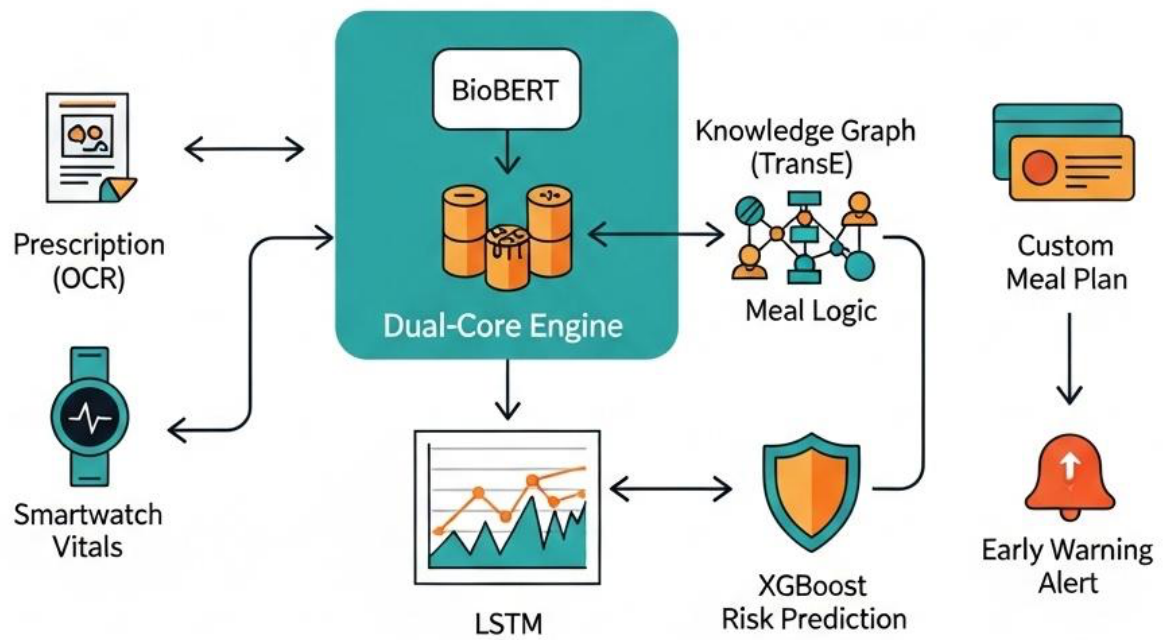 BioBERT
Dual-Core Engine
Prescription
(OCR)
Smartwatch
Vitals
Knowledge Graph
(TransE)
Meal Logic
LSTM
XGBoost
Risk Prediction
Custom
Meal Plan
Early Warning
Alert